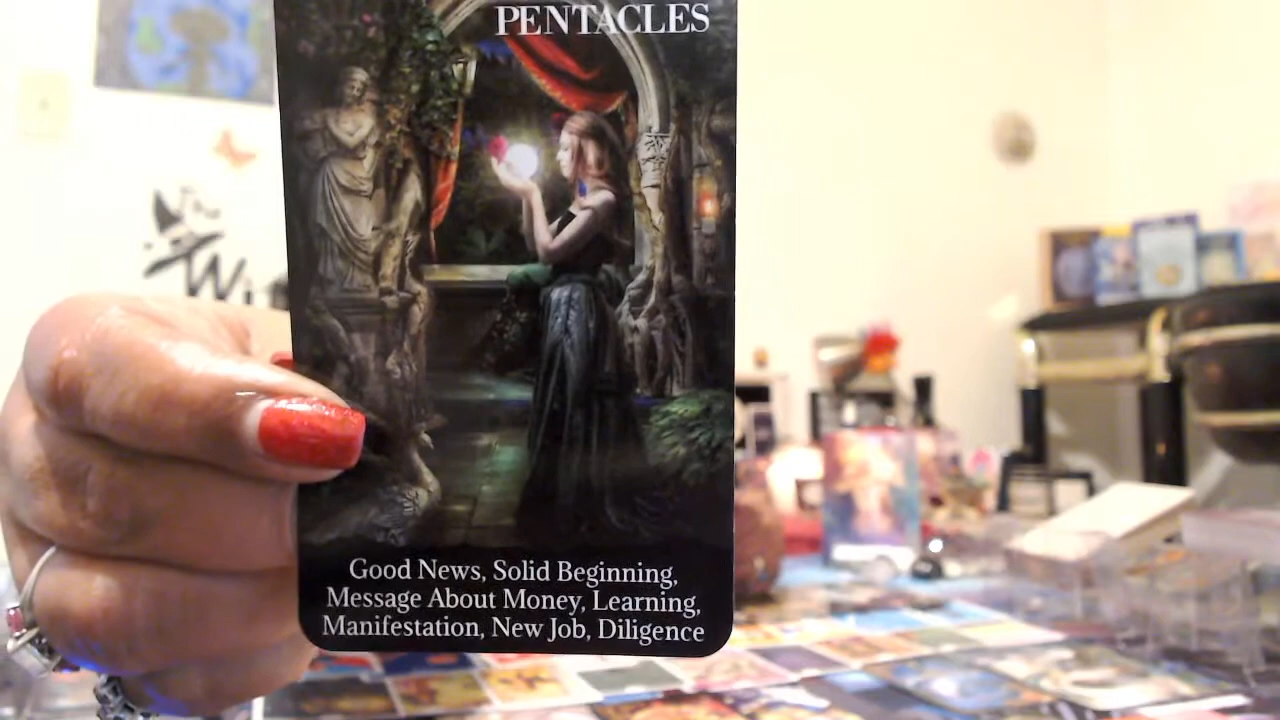 PENTACLES
Good News, Solid Beginning,
Message About Money, Learning,
Manifestation, New Job, Diligence